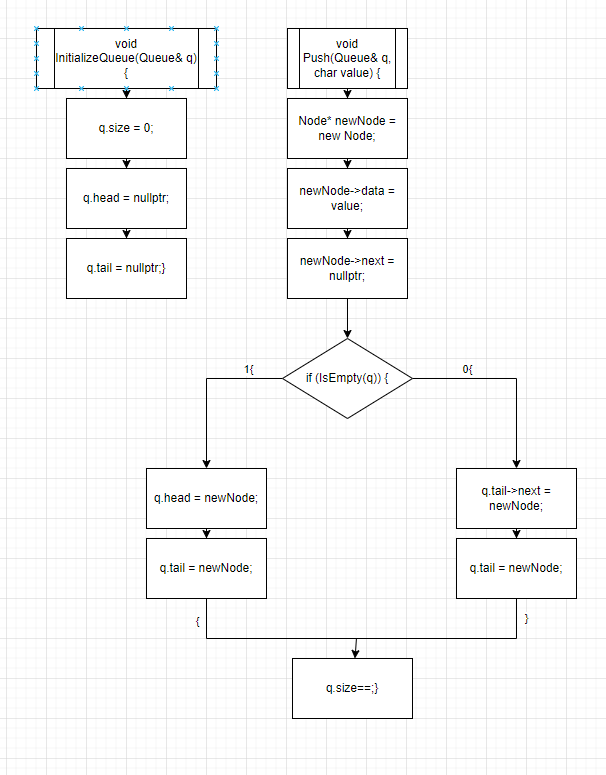 void
InitializeQueue(Queue& q)
{
q.size = 0;
q.head = nullptr;
q.tail = nullptr;}
void
Push(Queue& q,
char value) {
Node* newNode =
new Node;
newNode->data =
value;
newNode->next =
nullptr;
if (IsEmpty(q)) {
1{
0{
q.head = newNode;
q.tail = newNode;
{
q.tail->next =
newNode;
q.tail = newNode;
}
q.size==;}